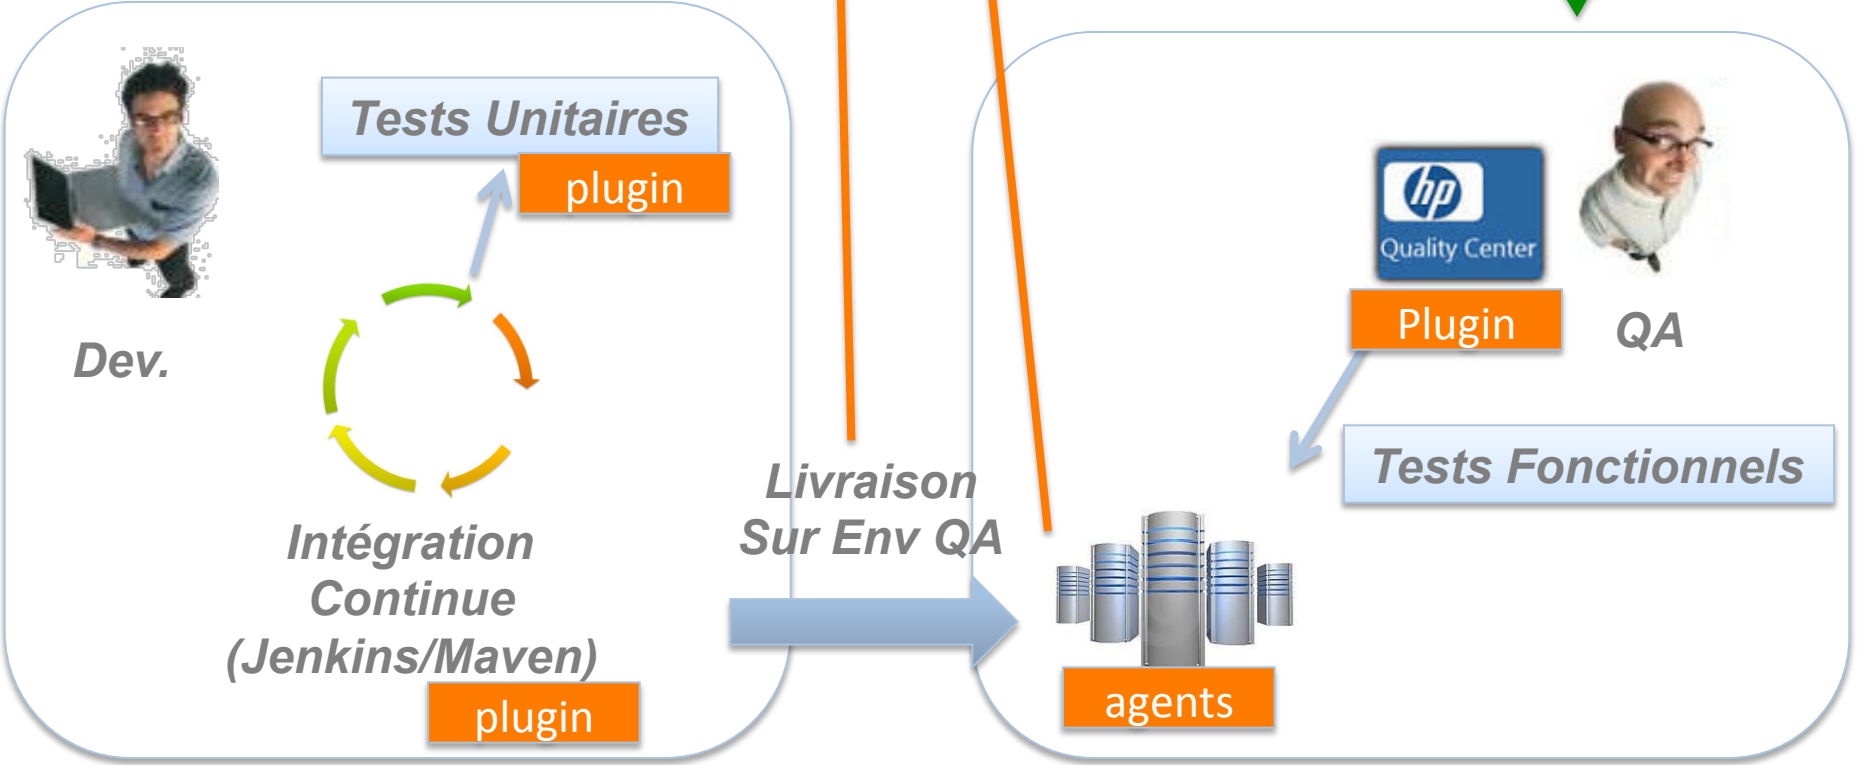 Tests Unitaires
plugin
Dev.
Intégration
Continue
(Jenkins/Maven)
plugin
Livraison
Sur Env QA
hp
Quality Center
Plugin
QA
Tests Fonctionnels
agents